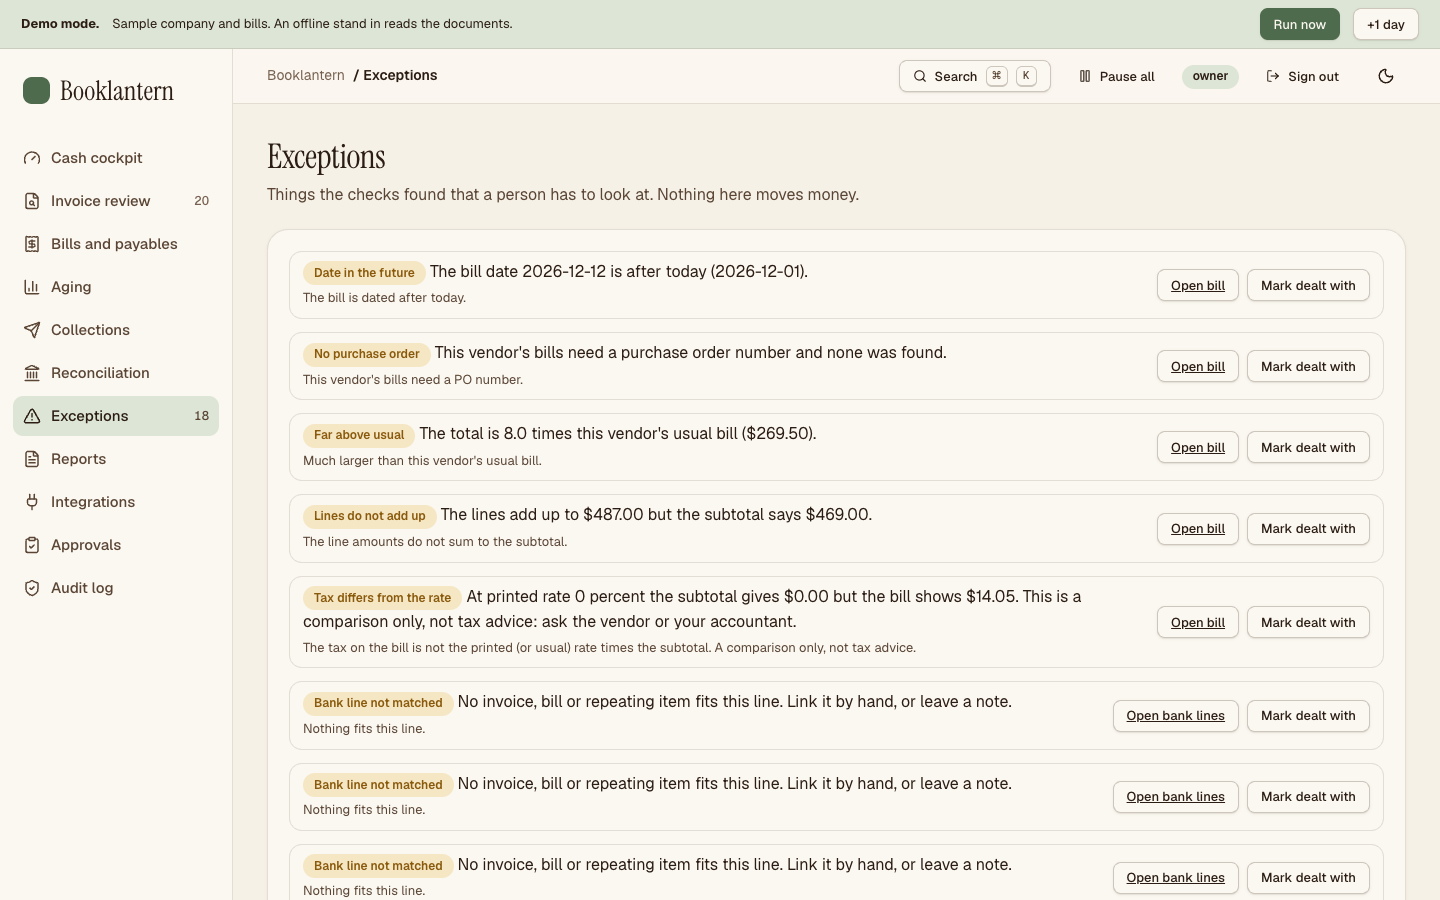 Demo mode. Sample company and bills. An offline stand in reads the documents.
Run now
+1 day
Booklantern
Booklantern / Exceptions
Search ⌘ K
Pause all
owner
Sign out
Cash cockpit
Invoice review 20
Bills and payables
Aging
Collections
Reconciliation
Exceptions 18
Reports
Integrations
Approvals
Audit log
Exceptions
Things the checks found that a person has to look at. Nothing here moves money.
Date in the future The bill date 2026-12-12 is after today (2026-12-01).
The bill is dated after today.
Open bill Mark dealt with
No purchase order This vendor's bills need a purchase order number and none was found.
This vendor's bills need a PO number.
Open bill Mark dealt with
Far above usual The total is 8.0 times this vendor's usual bill ($269.50).
Much larger than this vendor's usual bill.
Open bill Mark dealt with
Lines do not add up The lines add up to $487.00 but the subtotal says $469.00.
The line amounts do not sum to the subtotal.
Open bill Mark dealt with
Tax differs from the rate At printed rate 0 percent the subtotal gives $0.00 but the bill shows $14.05. This is a
comparison only, not tax advice: ask the vendor or your accountant.
The tax on the bill is not the printed (or usual) rate times the subtotal. A comparison only, not tax advice.
Open bill Mark dealt with
Bank line not matched No invoice, bill or repeating item fits this line. Link it by hand, or leave a note.
Nothing fits this line.
Open bank lines Mark dealt with
Bank line not matched No invoice, bill or repeating item fits this line. Link it by hand, or leave a note.
Nothing fits this line.
Open bank lines Mark dealt with
Bank line not matched No invoice, bill or repeating item fits this line. Link it by hand, or leave a note.
Nothing fits this line.
Open bank lines Mark dealt with